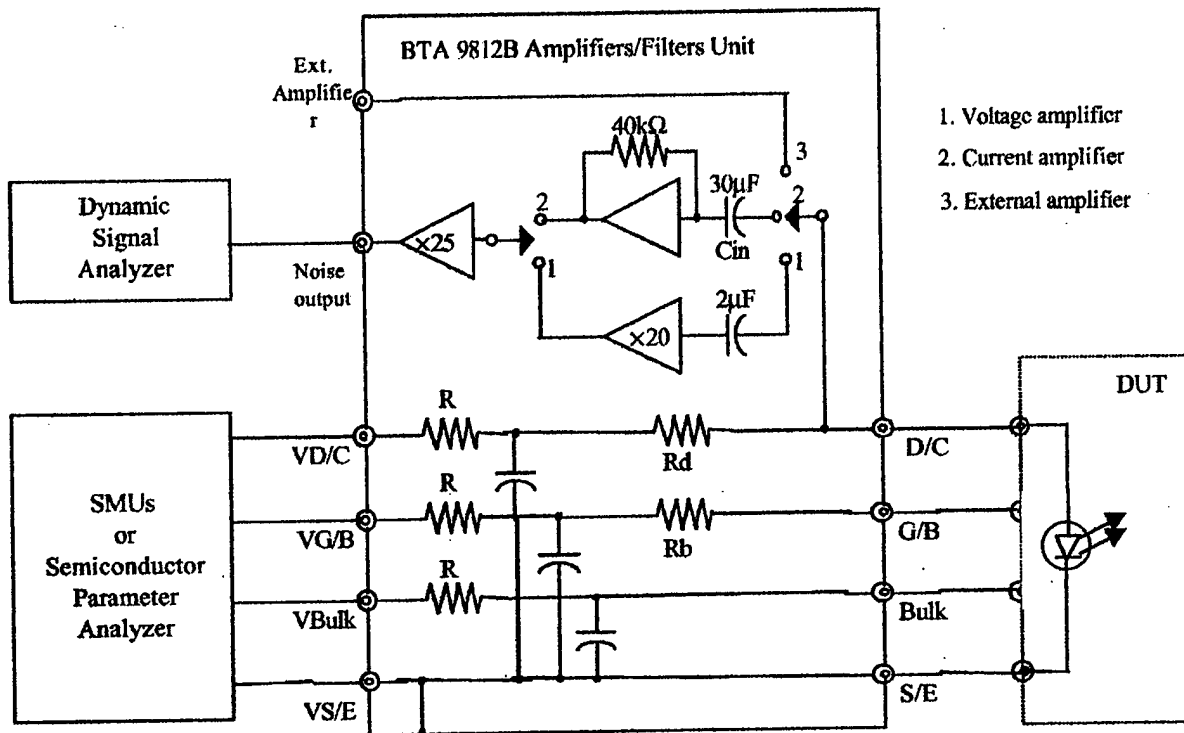 BTA 9812B Amplifiers/Filters Unit
Ext.
Amplifie
r
1. Voltage amplifier
2. Current amplifier
3. External amplifier
40kΩ
3
30μF
2
2
Cin
×25
1
1
Dynamic
Signal
Analyzer
Noise
output
2μF
×20
DUT
R
VD/C
Rd
D/C
SMUs
or
Semiconductor
Parameter
Analyzer
R
VG/B
Rb
G/B
R
VBulk
Bulk
VS/E
S/E